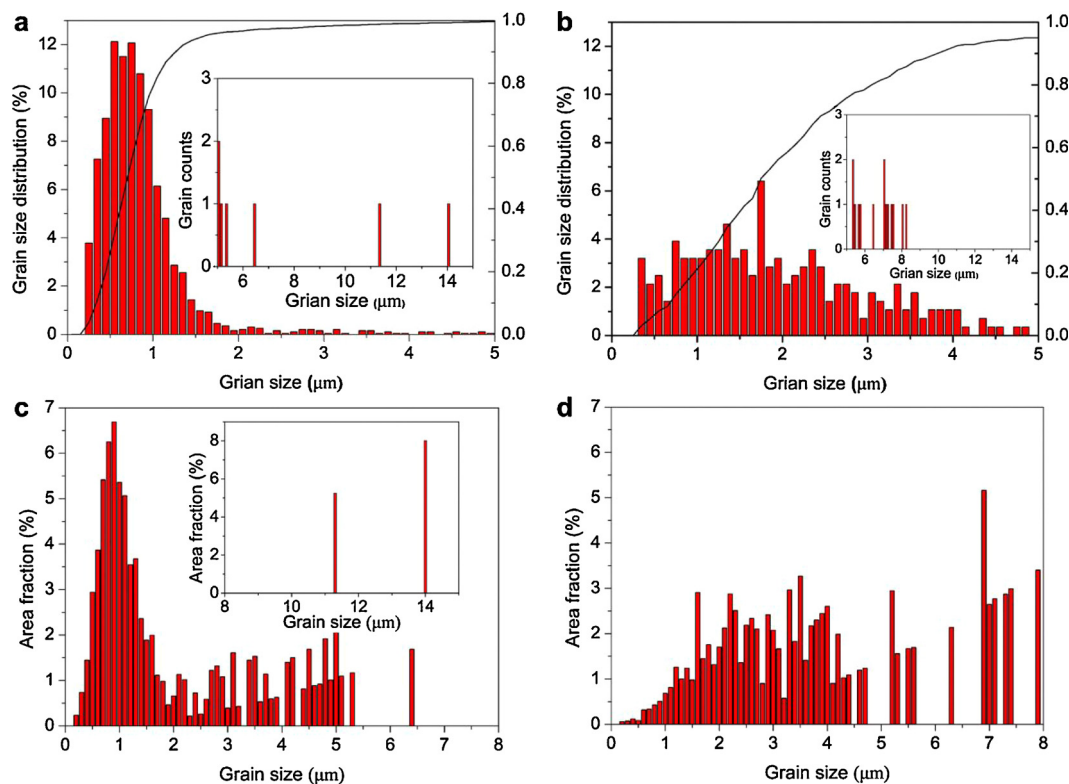 a
12
10
8
6
4
2
0
Grain size distribution (%)
0 1 2 3 4 5
Grian size (μm)
1.0
0.8
0.6
0.4
0.2
0.0
3
2
1
0
Grain counts
6 8 10 12 14
Grian size (μm)
b
12
10
8
6
4
2
0
Grain size distribution (%)
0 1 2 3 4 5
Grian size (μm)
1.0
0.8
0.6
0.4
0.2
0.0
3
2
1
0
Grain counts
6 8 10 12 14
Grain size (μm)
c
7
6
5
4
3
2
1
0
Area fraction (%)
0 1 2 3 4 5 6 7 8
Grain size (μm)
8
6
4
2
0
Area fraction (%)
8 10 12 14
Grain size (μm)
d
7
6
5
4
3
2
1
0
Area fraction (%)
0 1 2 3 4 5 6 7 8
Grain size (μm)